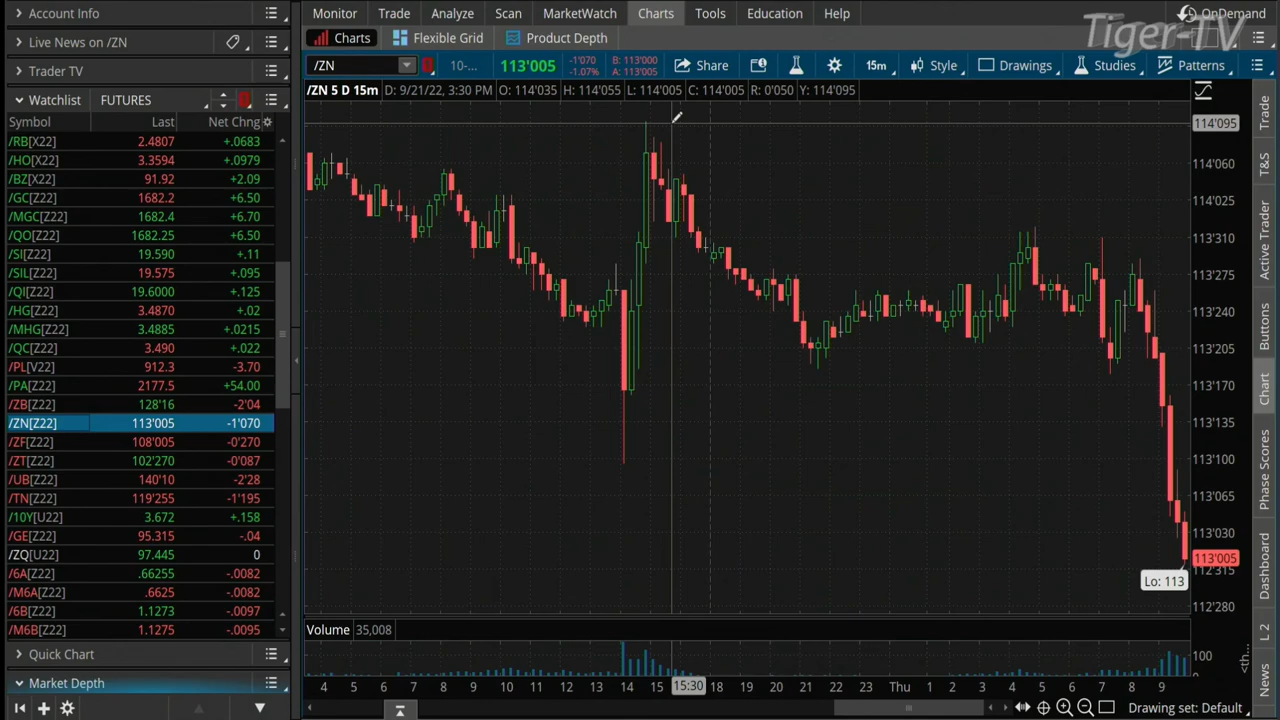 Account Info
Live News on /ZN
Trader TV
Watchlist FUTURES
Symbol Last Net Chng
/RB[X22] 2.4807 +.0683
/HO[X22] 3.3594 +.0979
/BZ[X22] 91.92 +2.09
/GC[Z22] 1682.2 +6.50
/MGC[Z22] 1682.4 +6.70
/QO[Z22] 1682.25 +6.50
/SI[Z22] 19.590 +.11
/SIL[Z22] 19.575 +.095
/QI[Z22] 19.6000 +.125
/HG[Z22] 3.4870 +.02
/MHG[Z22] 3.4885 +.0215
/QC[Z22] 3.490 +.022
/PL[V22] 912.3 -3.70
/PA[Z22] 2177.5 +54.00
/ZB[Z22] 128'16 -2'04
/ZN[Z22] 113'005 -1'070
/ZF[Z22] 108'005 -0'270
/ZT[Z22] 102'270 -0'087
/UB[Z22] 140'10 -2'28
/TN[Z22] 119'255 -1'195
/10Y[U22] 3.672 +.158
/GE[Z22] 95.315 -.04
/ZQ[U22] 97.445 0
/6A[Z22] .66255 -.0082
/M6A[Z22] .6625 -.0082
/6B[Z22] 1.1273 -.0097
/M6B[Z22] 1.1275 -.0095
Quick Chart
Market Depth
Monitor Trade Analyze Scan MarketWatch Charts Tools Education Help
OnDemand
Tiger-TV
Charts Flexible Grid Product Depth
/ZN 10-... 113'005 -1'070 -1.07% B: 113'000 A: 113'005 Share 15m Style Drawings Studies Patterns
/ZN 5 D 15m D: 9/21/22, 3:30 PM O: 114'035 H: 114'055 L: 114'005 C: 114'005 R: 0'050 Y: 114'095
114'095
114'060
114'025
113'310
113'275
113'240
113'205
113'170
113'135
113'100
113'065
113'030
113'005
112'315
Lo: 113
112'280
Volume 35,008
100
<th...
4 5 6 7 8 9 10 11 12 13 14 15 15:30 18 19 20 21 22 23 Thu 1 2 3 4 5 6 7 8 9
Drawing set: Default
Trade
T&S
Active Trader
Buttons
Chart
Phase Scores
Dashboard
L 2
News